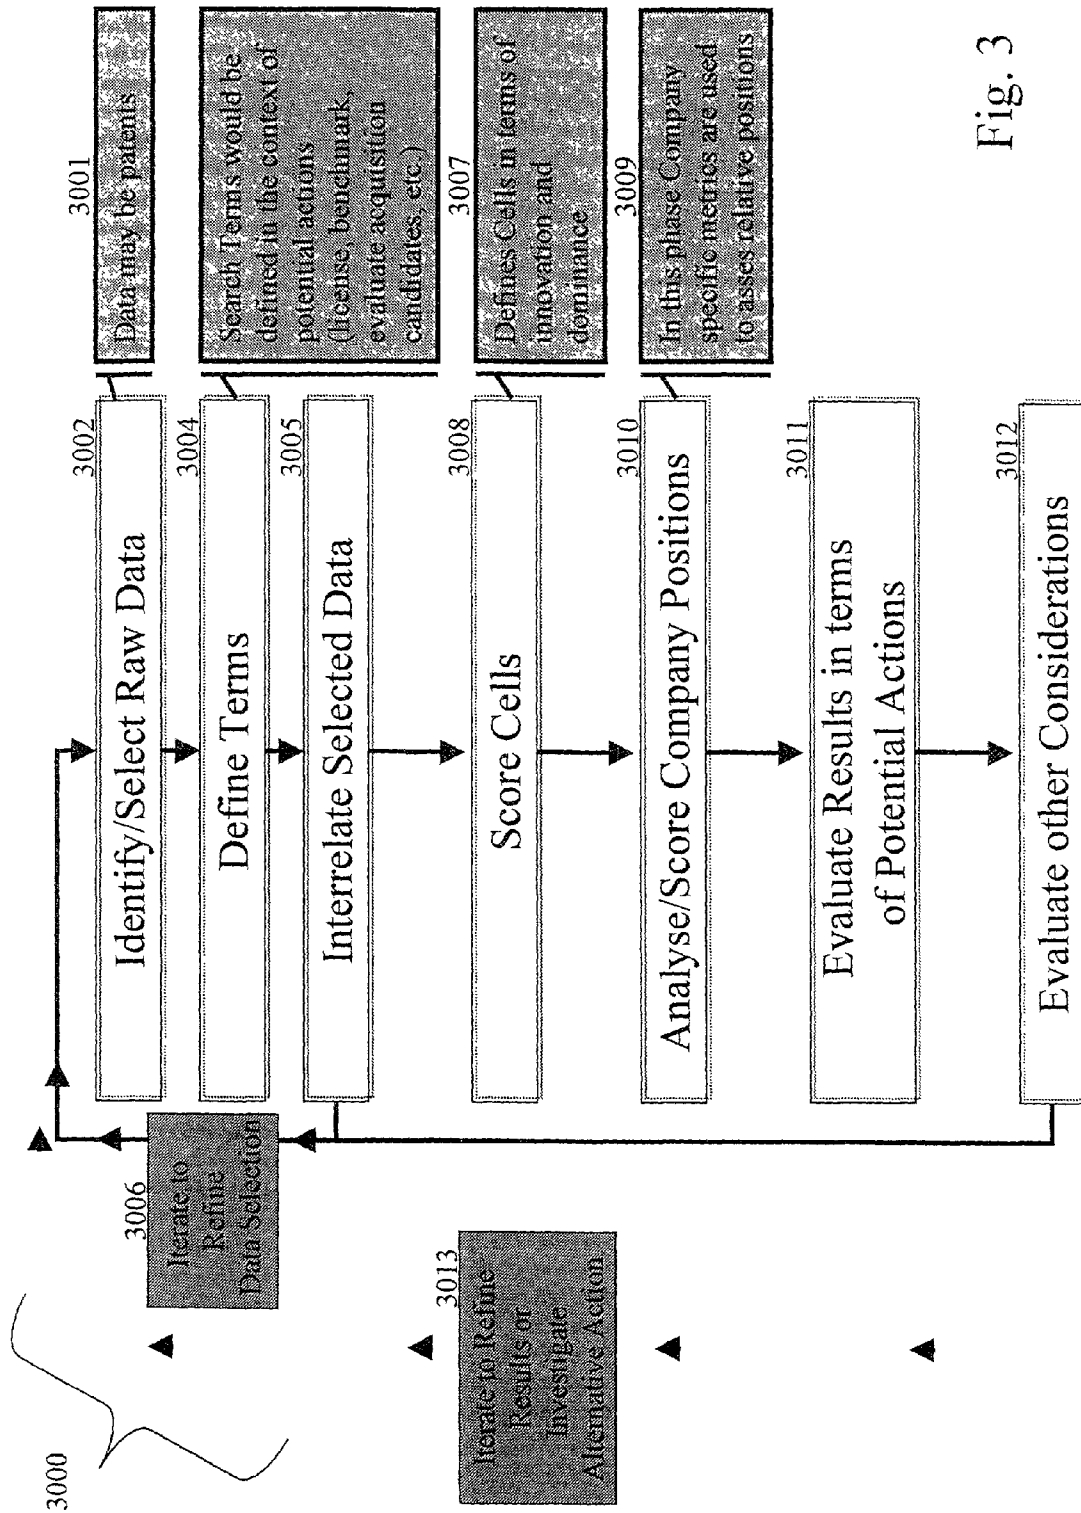 3000
3006
Iterate to
Refine
Data Selection
3013
Iterate to Refine
Results or
Investigate
Alternative Action
3002
Identify/Select Raw Data
3001
Data may be patents
3004
Define Terms
Search Terms would be
defined in the context of
potential actions
(license, benchmark,
evaluate acquisition
candidates, etc.)
3005
Interrelate Selected Data
3008
Score Cells
3007
Defines Cells in terms of
innovation and
dominance
3010
Analyse/Score Company Positions
3009
In this phase Company
specific metrics are used
to asses relative positions
3011
Evaluate Results in terms
of Potential Actions
3012
Evaluate other Considerations
Fig. 3